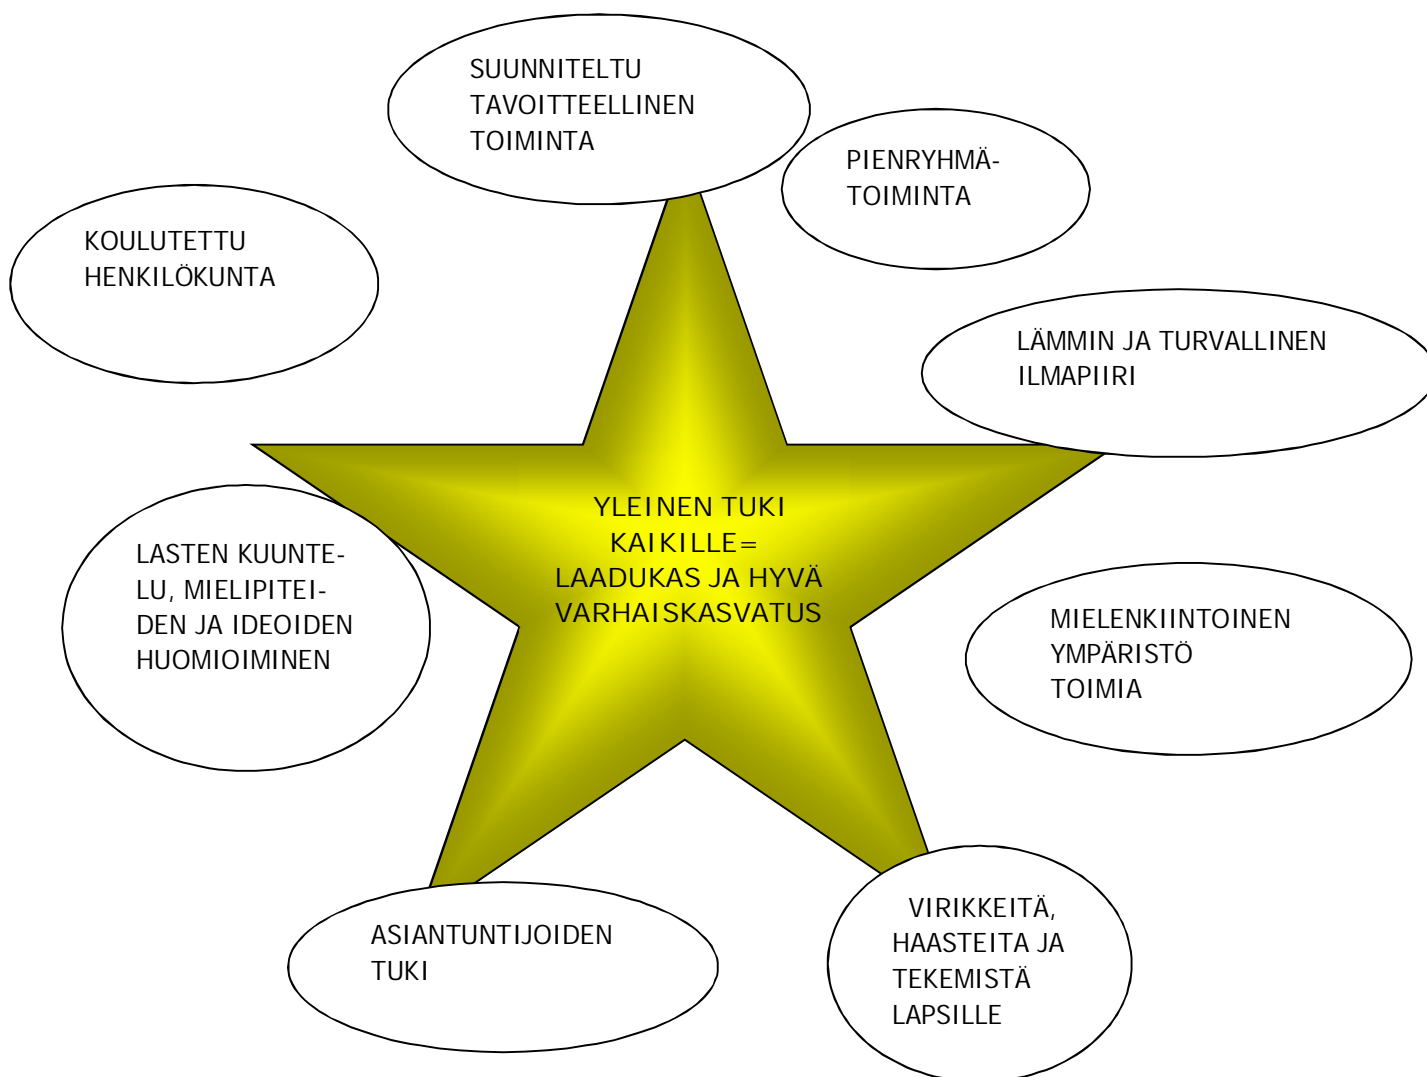 SUUNNITELTU
TAVOITTEELLINEN
TOIMINTA
PIENRYHMÄ-
TOIMINTA
KOULUTETTU
HENKILÖKUNTA
LÄMMIN JA TURVALLINEN
ILMAPIIRI
YLEINEN TUKI
KAIKILLE=
LAADUKAS JA HYVÄ
VARHAISKASVATUS
LASTEN KUUNTE-
LU, MIELIPITEI-
DEN JA IDEOIDEN
HUOMIOIMINEN
MIELENKIINTOINEN
YMPÄRISTÖ
TOIMIA
ASIANTUNTIJOIDEN
TUKI
VIRIKKEITÄ,
HAASTEITA JA
TEKEMISTÄ
LAPSILLE